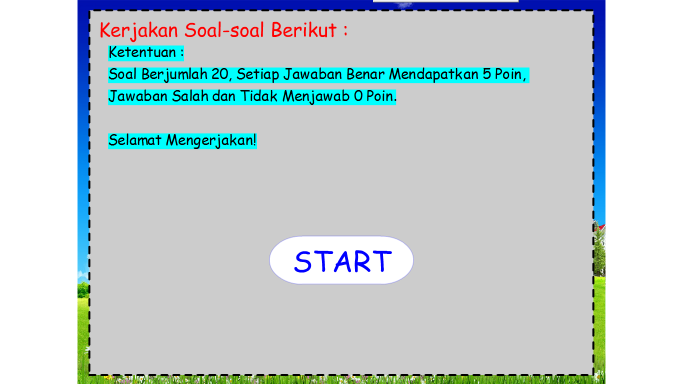 Kerjakan Soal-soal Berikut :
Ketentuan :
Soal Berjumlah 20, Setiap Jawaban Benar Mendapatkan 5 Poin,
Jawaban Salah dan Tidak Menjawab 0 Poin.
Selamat Mengerjakan!
START